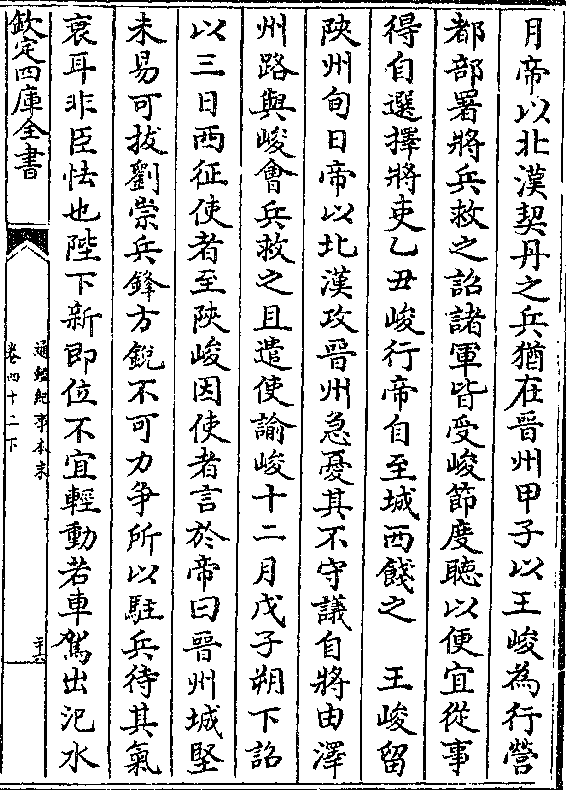 月帝以北漢契丹之兵猶在晉州甲子以王峻為行營
都部署將兵救之詔諸軍皆受峻節度聽以便宜從事
得自選擇將吏乙丑峻行帝自至城西餞之　王峻留
陜州旬日帝以北漢攻晉州急憂其不守議自將由澤
州路與峻會兵救之且遣使諭峻十二月戊子朔下詔
以三日西征使者至陜峻因使者言於帝曰晉州城堅
未易可拔劉崇兵鋒方銳不可力争所以駐兵待其氣
衰耳非臣怯也陛下新即位不宜輕動若車駕出汜水
欽定四庫全書
通鑑紀事本末
卷四十二下